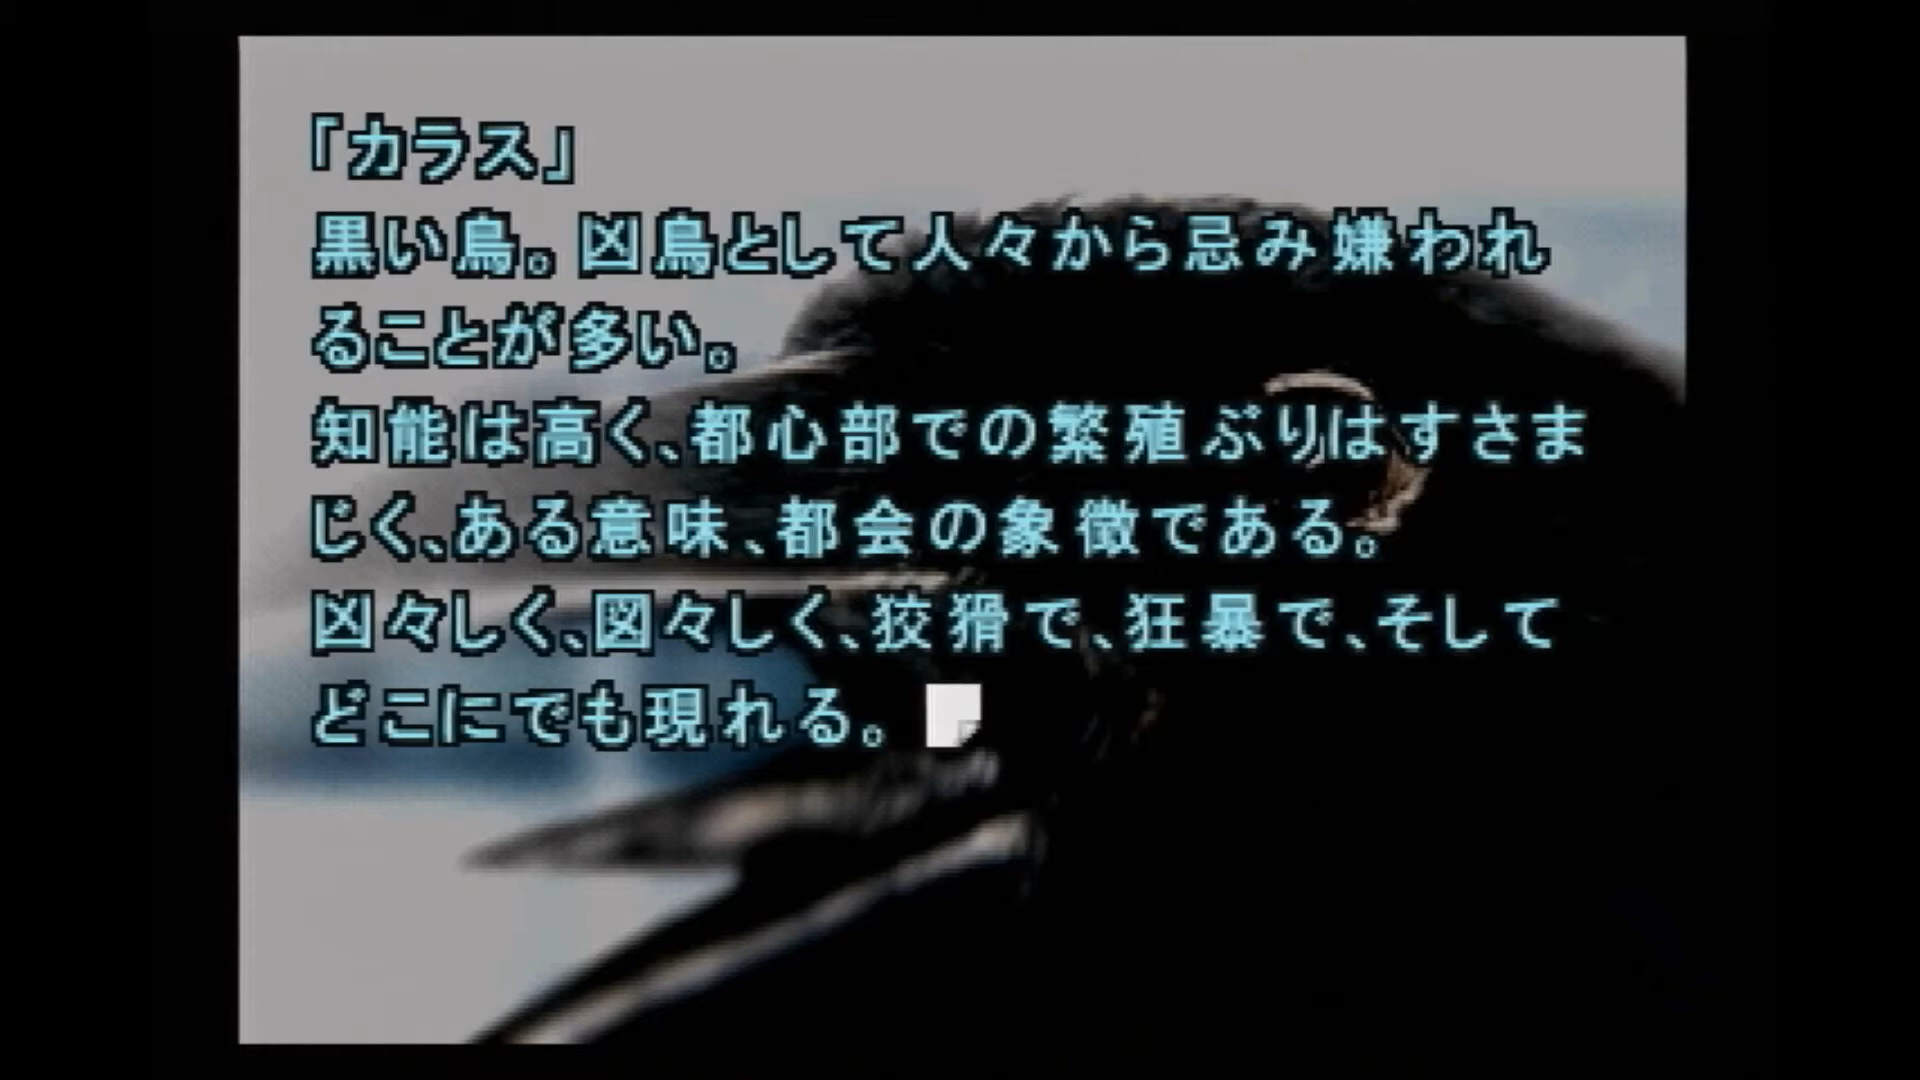 『カラス』
黒い鳥。凶鳥として人々から忌み嫌われ
ることが多い。
知能は高く、都心部での繁殖ぶりはすさま
じく、ある意味、都会の象徴である。
凶々しく、図々しく、狡猾で、狂暴で、そして
どこにでも現れる。